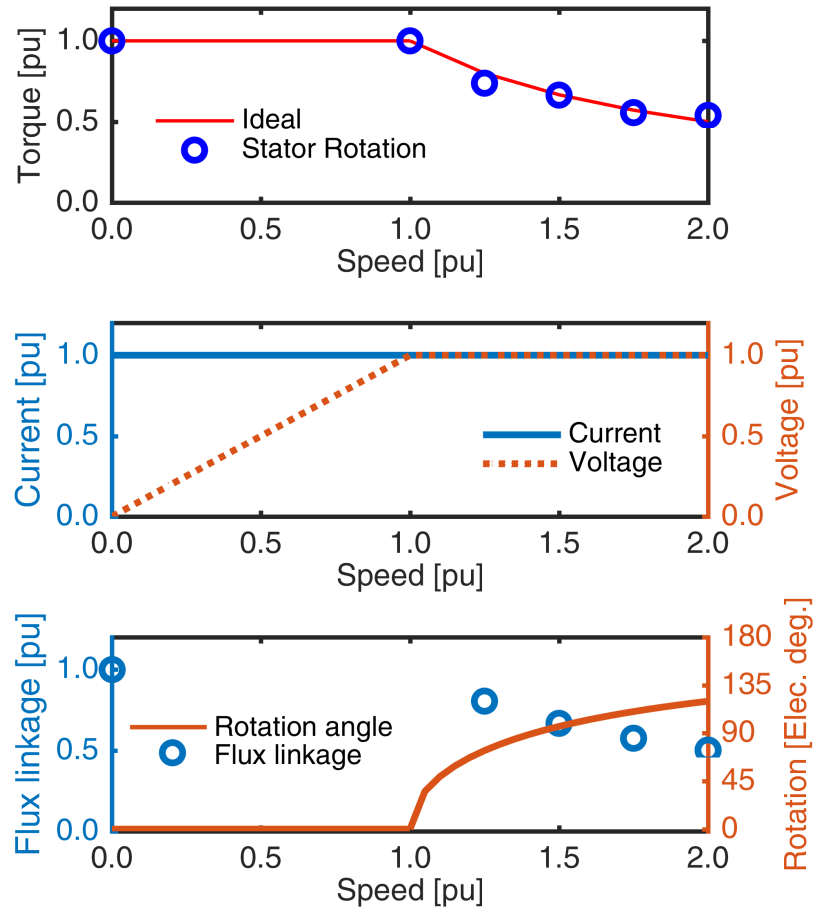 Torque [pu]
1.0
0.5
0.0
Ideal
Stator Rotation
0.0 0.5 1.0 1.5 2.0
Speed [pu]
Current [pu]
1.0
0.5
0.0
Current
Voltage
1.0
0.5
0.0
Voltage [pu]
0.0 0.5 1.0 1.5 2.0
Speed [pu]
Flux linkage [pu]
1.0
0.5
0.0
Rotation angle
Flux linkage
180
135
90
45
0
Rotation [Elec. deg.]
0.0 0.5 1.0 1.5 2.0
Speed [pu]